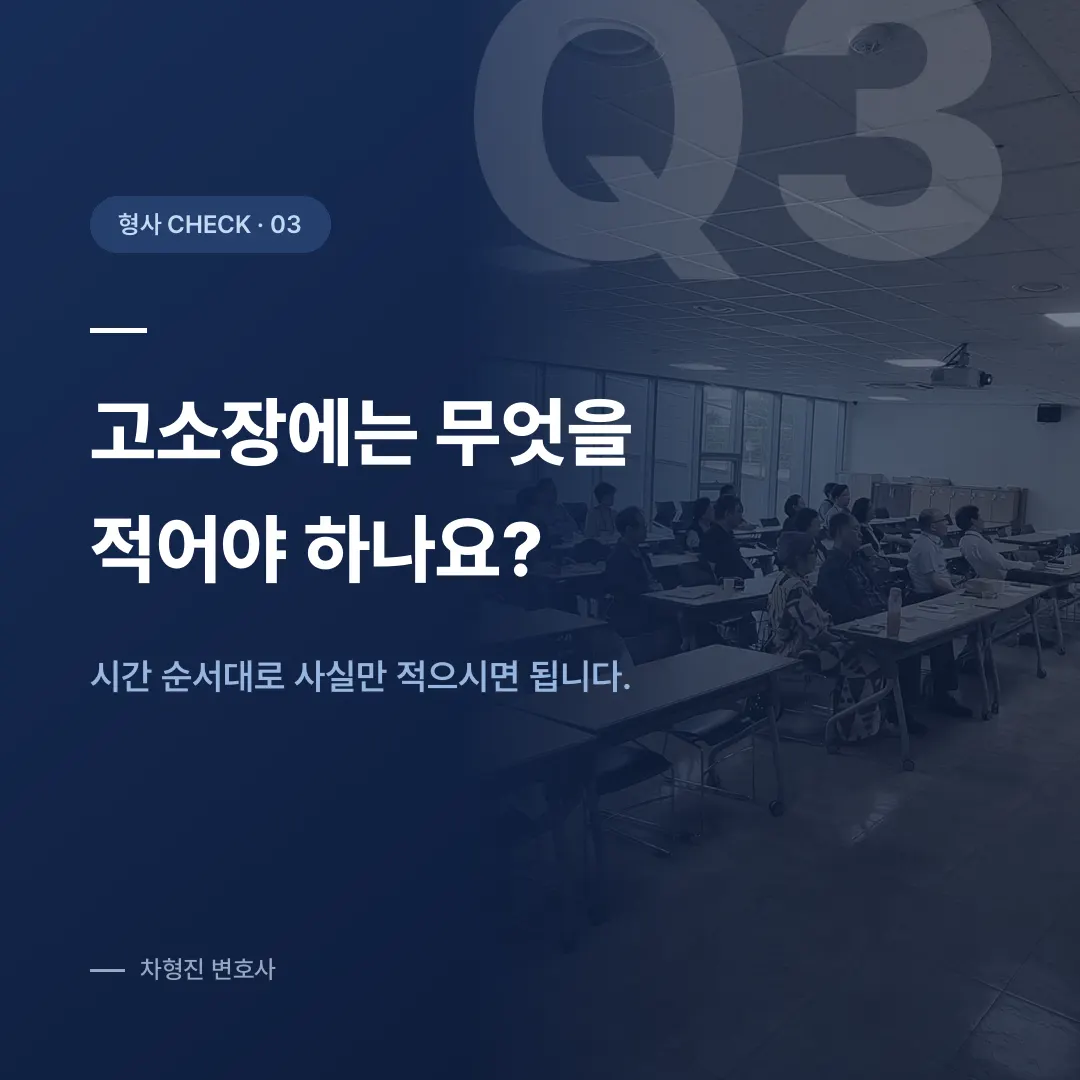 Q3
형사 CHECK · 03
고소장에는 무엇을
적어야 하나요?
시간 순서대로 사실만 적으시면 됩니다.
차형진 변호사